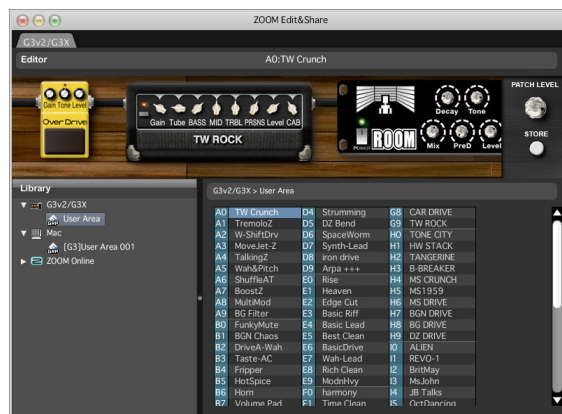 ZOOM Edit&Share
G3v2/G3X
Editor
A0:TW Crunch
PATCH LEVEL
Gain Tone Level
Over Drive
Gain Tube BASS MID TRBL PRSNS Level CAB
TW ROCK
Decay Tone
POWER
ROOM
Mix PreD Level
STORE
Library
G3v2/G3X
User Area
Mac
[G3]User Area 001
ZOOM Online
G3v2/G3X > User Area
A0 TW Crunch D4 Strumming G8 CAR DRIVE
A1 TremoloZ D5 DZ Bend G9 TW ROCK
A2 W-ShiftDrv D6 SpaceWorm H0 TONE CITY
A3 MoveJet-Z D7 Synth-Lead H1 HW STACK
A4 TalkingZ D8 iron drive H2 TANGERINE
A5 Wah&Pitch D9 Arpa +++ H3 B-BREAKER
A6 ShuffleAT E0 Rise H4 MS CRUNCH
A7 BoostZ E1 Heaven H5 MS1959
A8 MultiMod E2 Edge Cut H6 MS DRIVE
A9 BG Filter E3 Basic Riff H7 BGN DRIVE
B0 FunkyMute E4 Basic Lead H8 BG DRIVE
B1 BGN Chaos E5 Best Clean H9 DZ DRIVE
B2 DriveA-Wah E6 BasicDrive I0 ALIEN
B3 Taste-AC E7 Wah-Lead I1 REVO-1
B4 Fripper E8 Rich Clean I2 BritMay
B5 HotSpice E9 ModnHvy I3 MsJohn
B6 Horn F0 harmony I4 JB Talks
B7 Volume Pad F1 Time Clean I5 OctDancing